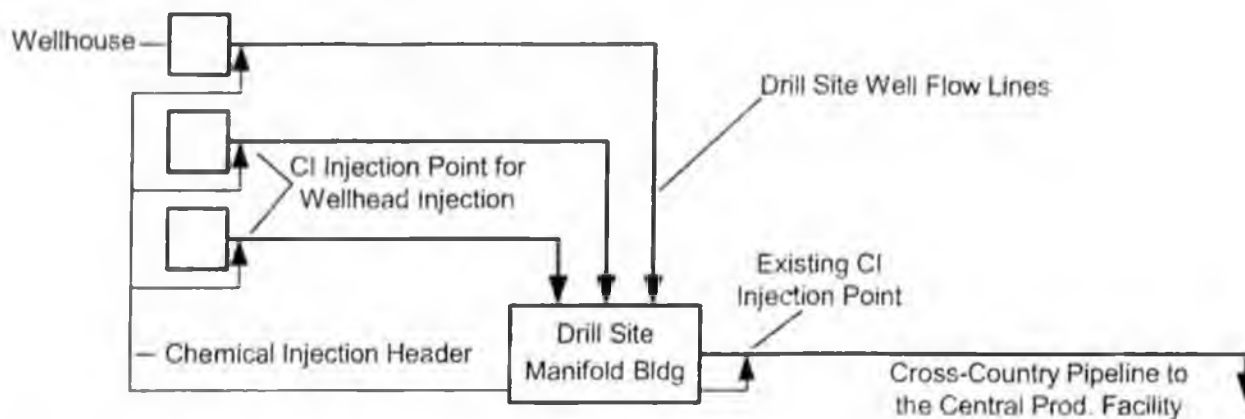 Wellhouse
Drill Site Well Flow Lines
CI Injection Point for
Wellhead Injection
Existing CI
Injection Point
Drill Site
Manifold Bldg
Chemical Injection Header
Cross-Country Pipeline to
the Central Prod. Facility